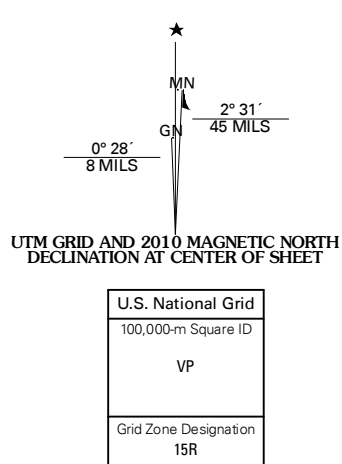 ★
MN
GN
2° 31´
45 MILS
0° 28´
8 MILS
UTM GRID AND 2010 MAGNETIC NORTH
DECLINATION AT CENTER OF SHEET
U.S. National Grid
100,000-m Square ID
VP
Grid Zone Designation
15R